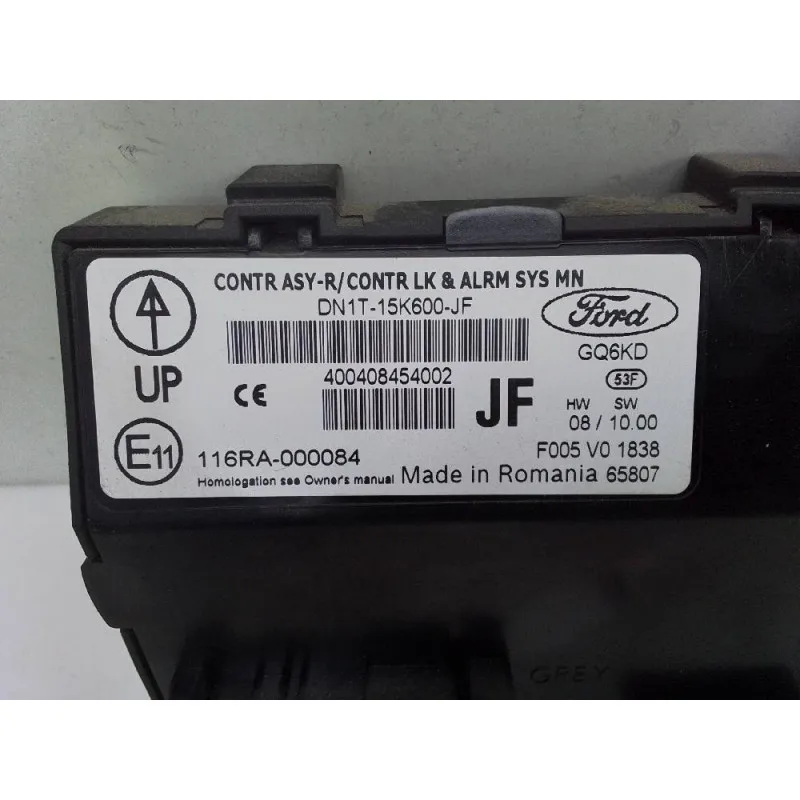 CONTR ASY-R/CONTR LK & ALRM SYS MN
DN1T-15K600-JF
Ford
GQ6KD
UP
CE
400408454002
JF
53F
HW SW
08 / 10.00
E11
116RA-000084
F005 V0 1838
Homologation see Owner's manual
Made in Romania 65807
GREY